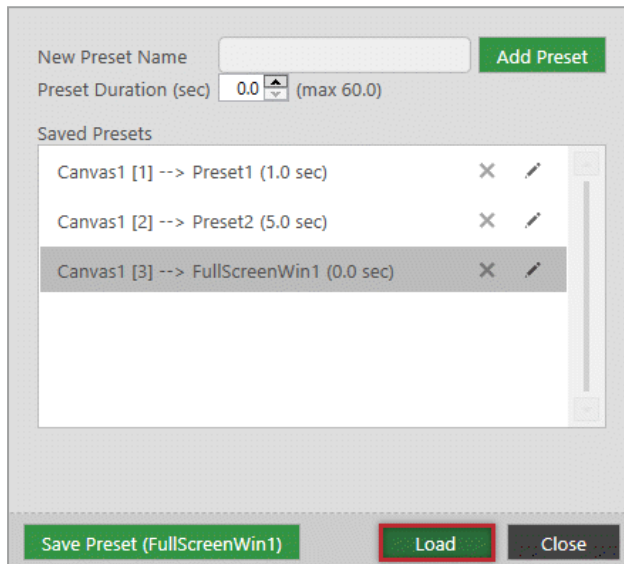 New Preset Name Add Preset
Preset Duration (sec) 0.0 (max 60.0)
Saved Presets
Canvas1 [1] --> Preset1 (1.0 sec)
Canvas1 [2] --> Preset2 (5.0 sec)
Canvas1 [3] --> FullScreenWin1 (0.0 sec)
Save Preset (FullScreenWin1) Load Close